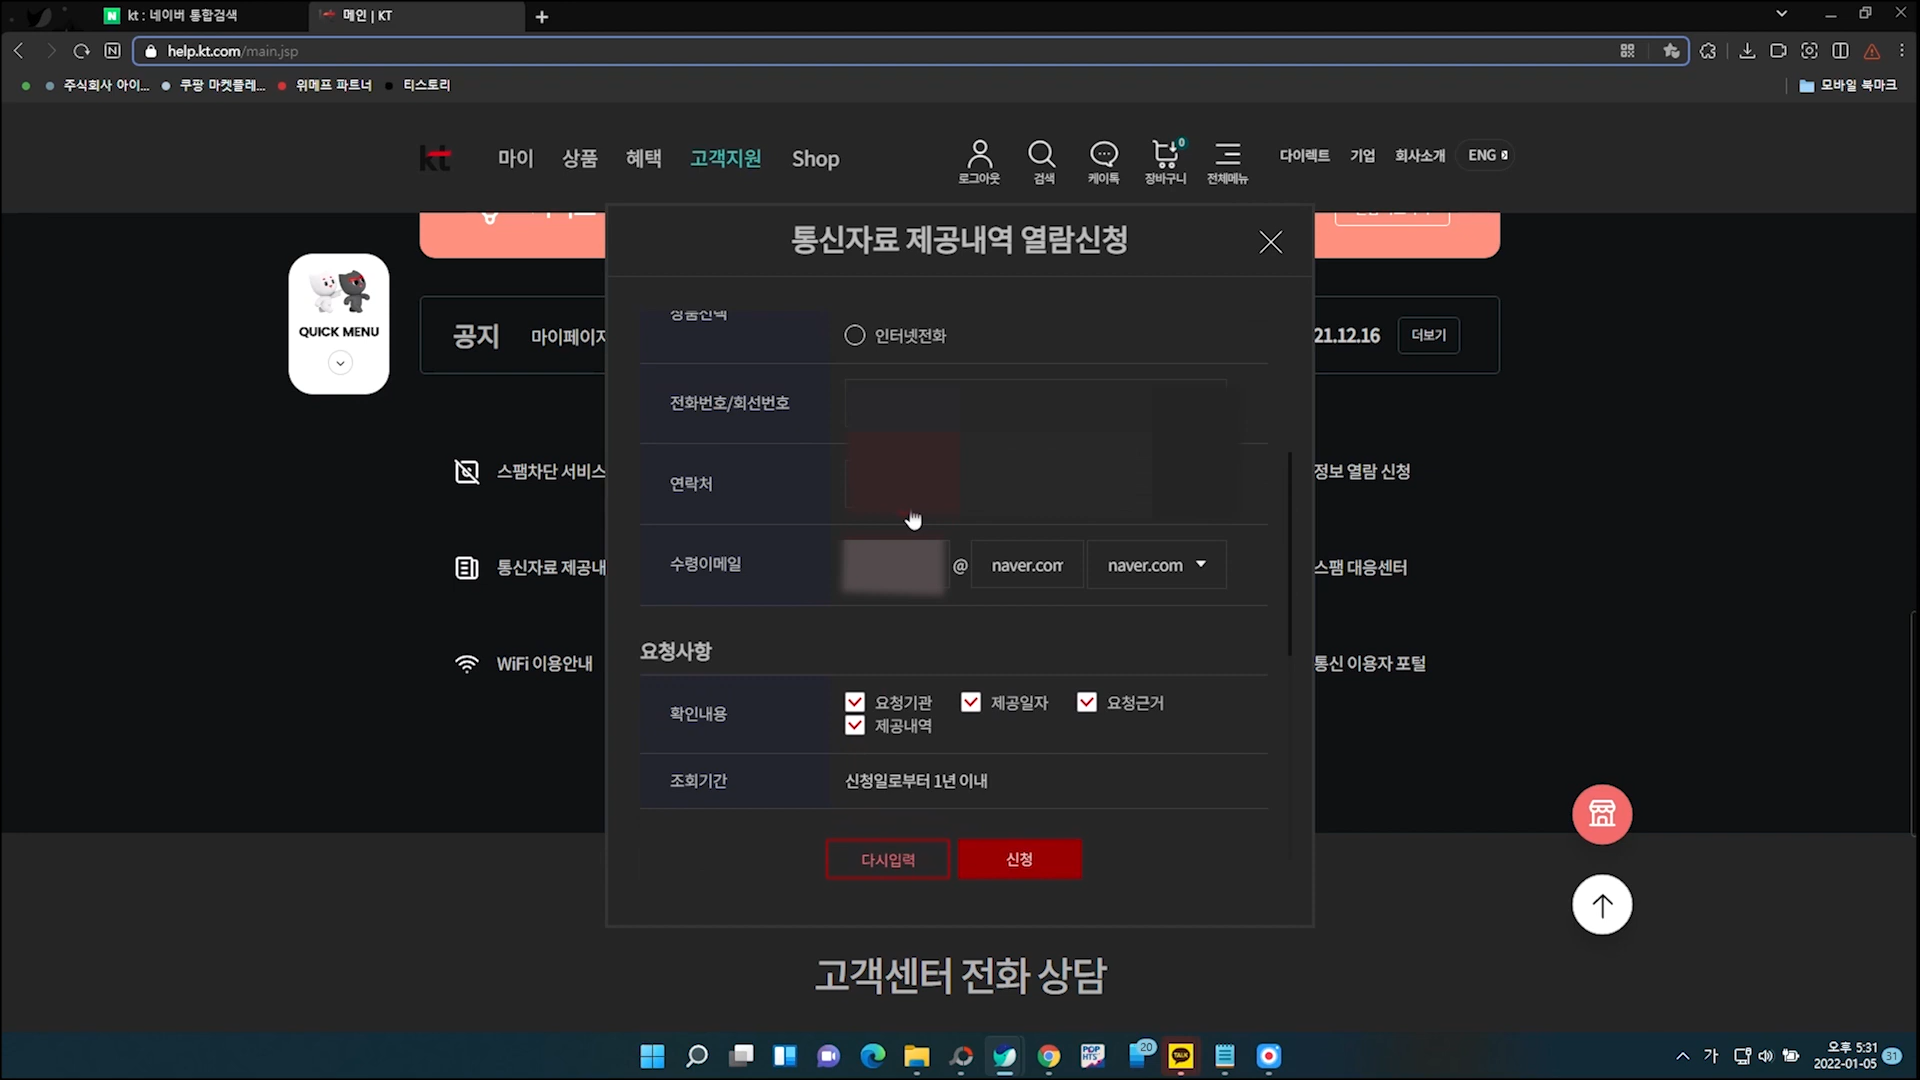 kt : 네이버 통합검색
메인 | KT
help.kt.com/main.jsp
주식회사 아이... 쿠팡 마켓플레... 위메프 파트너 티스토리
모바일 북마크
kt 마이 상품 혜택 고객지원 Shop
로그아웃 검색 케이톡 장바구니 0 전체메뉴
다이렉트 기업 회사소개 ENG
통신자료 제공내역 열람신청
QUICK MENU
공지 마이페이지
21.12.16 더보기
상품선택
인터넷전화
전화번호/회선번호
연락처
수령이메일 @ naver.com naver.com
스팸차단 서비스
정보 열람 신청
통신자료 제공내
스팸 대응센터
WiFi 이용안내
통신 이용자 포털
요청사항
확인내용 요청기관 제공일자 요청근거
제공내역
조회기간 신청일로부터 1년 이내
다시입력 신청
고객센터 전화 상담
POP HTS
20
TALK
가
오후 5:31
2022-01-05
31